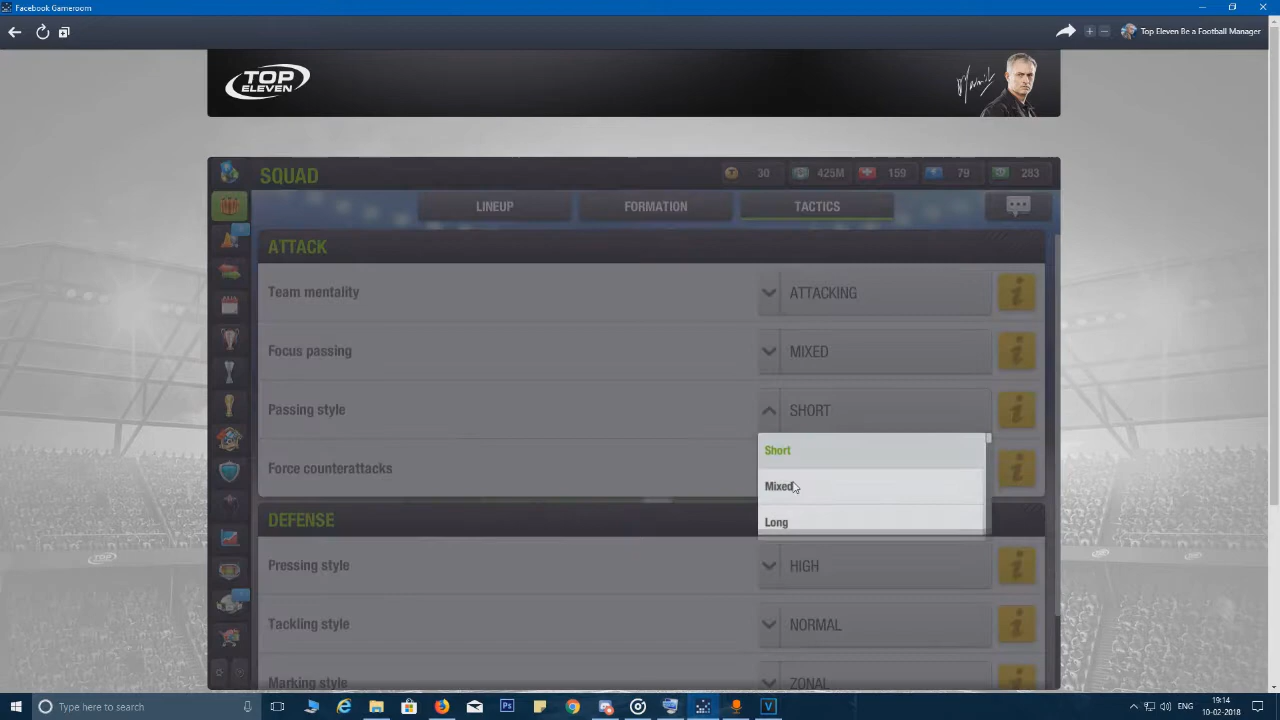 Facebook Gameroom
Top Eleven Be a Football Manager
TOP
ELEVEN
SQUAD
30
425M
159
79
283
LINEUP
FORMATION
TACTICS
ATTACK
Team mentality
ATTACKING
Focus passing
MIXED
Passing style
SHORT
Short
Mixed
Long
Force counterattacks
DEFENSE
Pressing style
HIGH
Tackling style
NORMAL
Marking style
ZONAL
Type here to search
ENG
19:14
10-02-2018